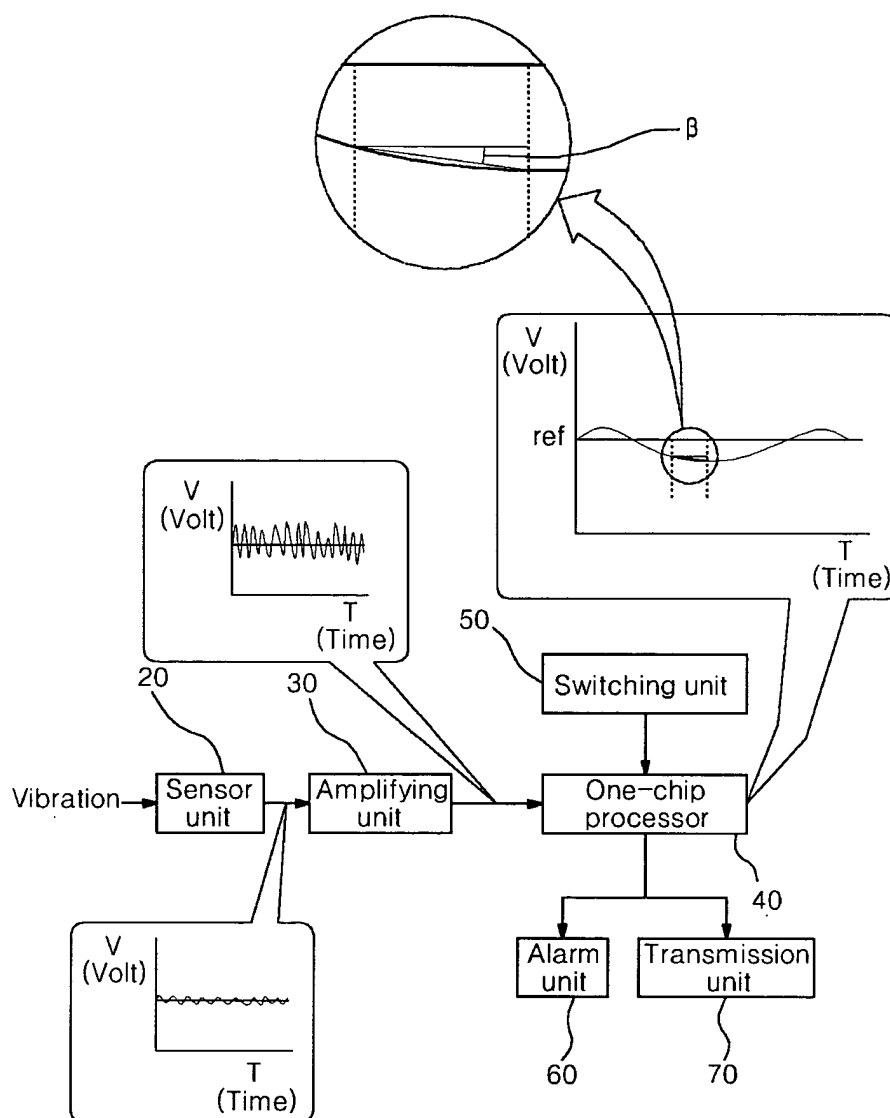 β
V
(Volt)
ref
T
(Time)
V
(Volt)
T
(Time)
50
Switching unit
20
30
Vibration
Sensor
unit
Amplifying
unit
One-chip
processor
40
V
(Volt)
T
(Time)
Alarm
unit
Transmission
unit
60
70